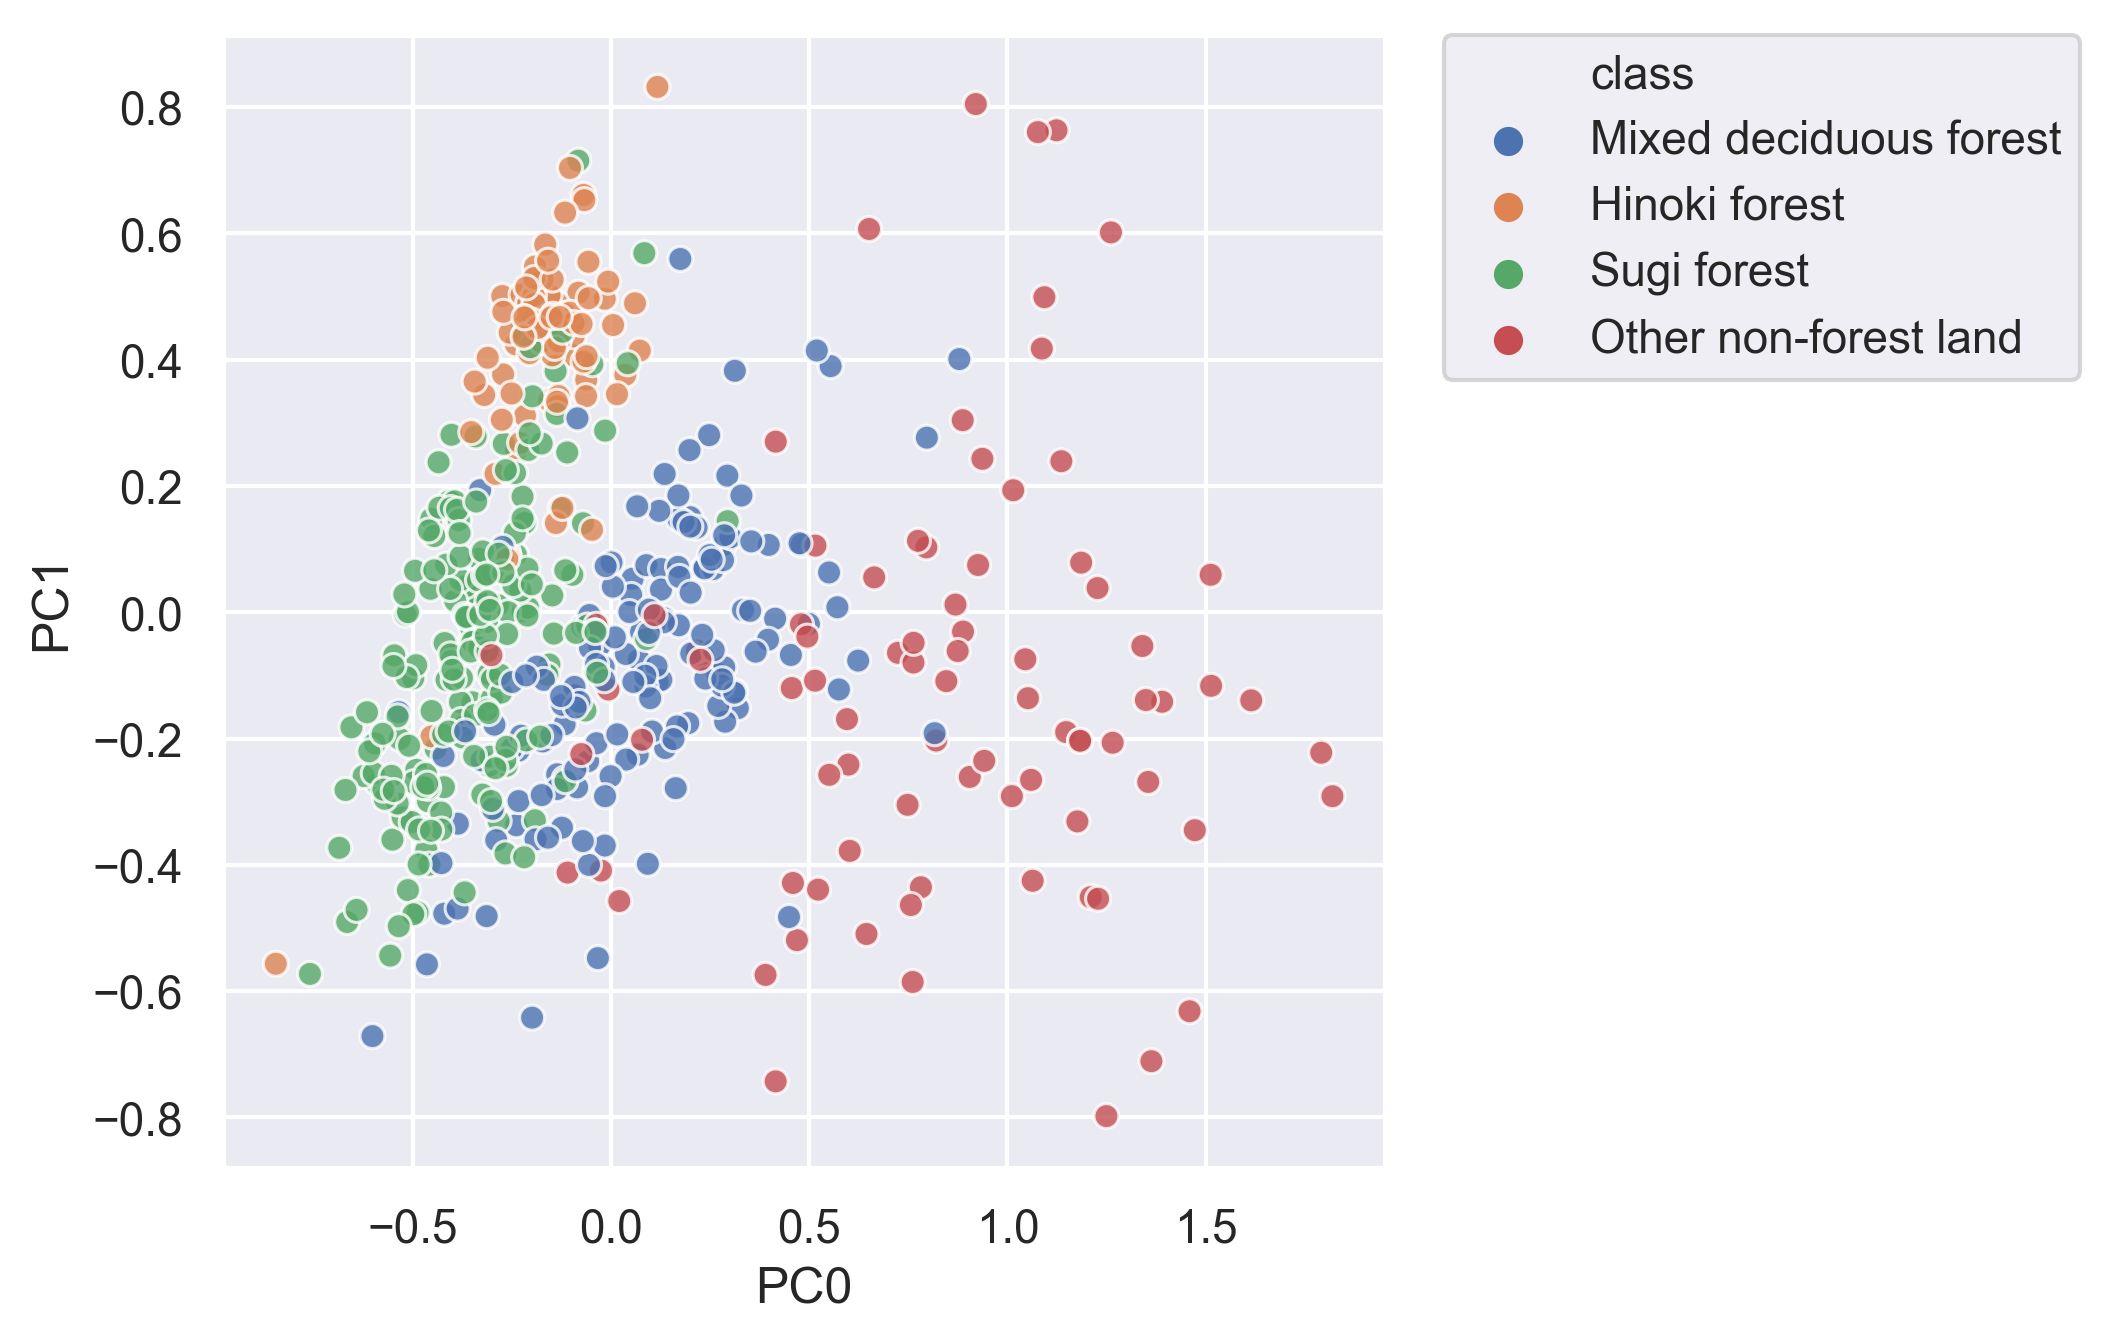 class
Mixed deciduous forest
Hinoki forest
Sugi forest
Other non-forest land
0.8
0.6
0.4
0.2
0.0
−0.2
−0.4
−0.6
−0.8
PC1
−0.5 0.0 0.5 1.0 1.5
PC0